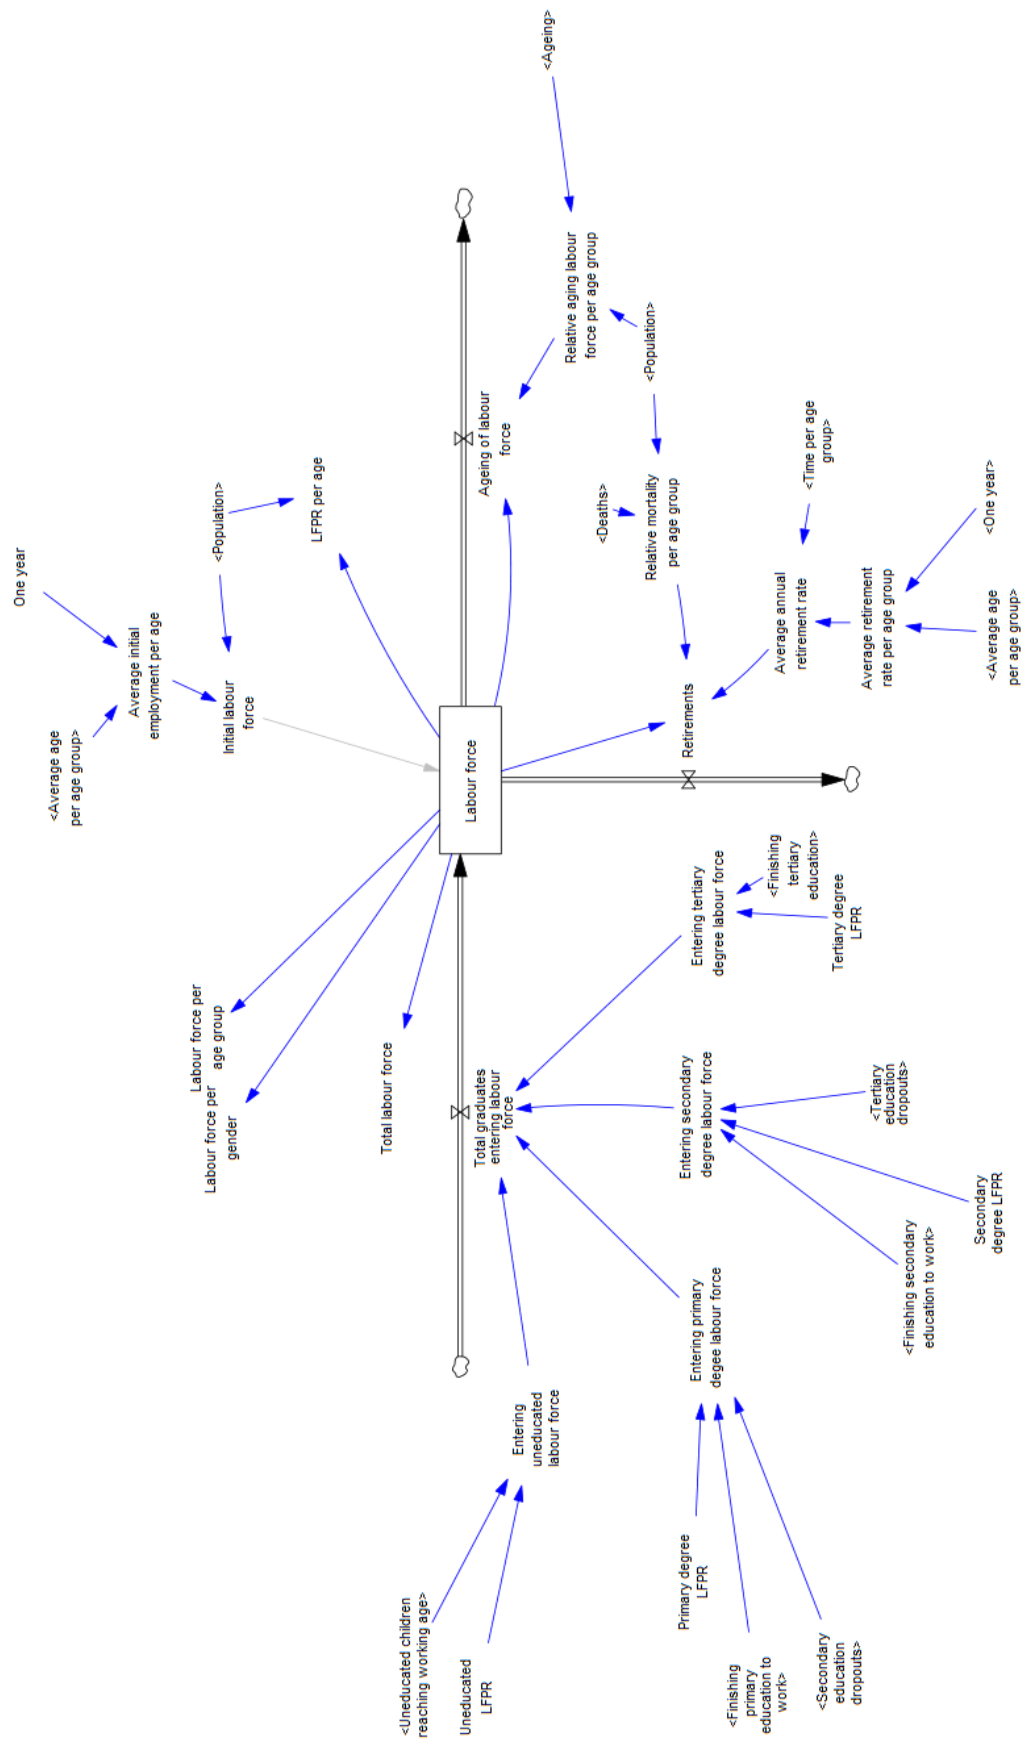 <Average age
per age group>
One year
Average initial
employment per age
<Population>
Initial labour
force
LFPR per age
Labour force per
age group
Labour force per
gender
Total labour force
Labour force
<Ageing>
Relative aging labour
force per age group
Ageing of labour
force
<Population>
<Deaths>
Relative mortality
per age group
Retirements
<Time per age
group>
Average annual
retirement rate
Average retirement
rate per age group
<One year>
<Average age
per age group>
Total graduates
entering labour
force
Entering
uneducated
labour force
<Uneducated children
reaching working age>
Uneducated
LFPR
Entering primary
degee labour force
Primary degree
LFPR
<Finishing
primary
education to
work>
<Secondary
education
dropouts>
Entering secondary
degree labour force
<Finishing secondary
education to work>
Secondary
degree LFPR
<Tertiary
education
dropouts>
Entering tertiary
degree labour force
<Finishing
tertiary
education>
Tertiary degree
LFPR